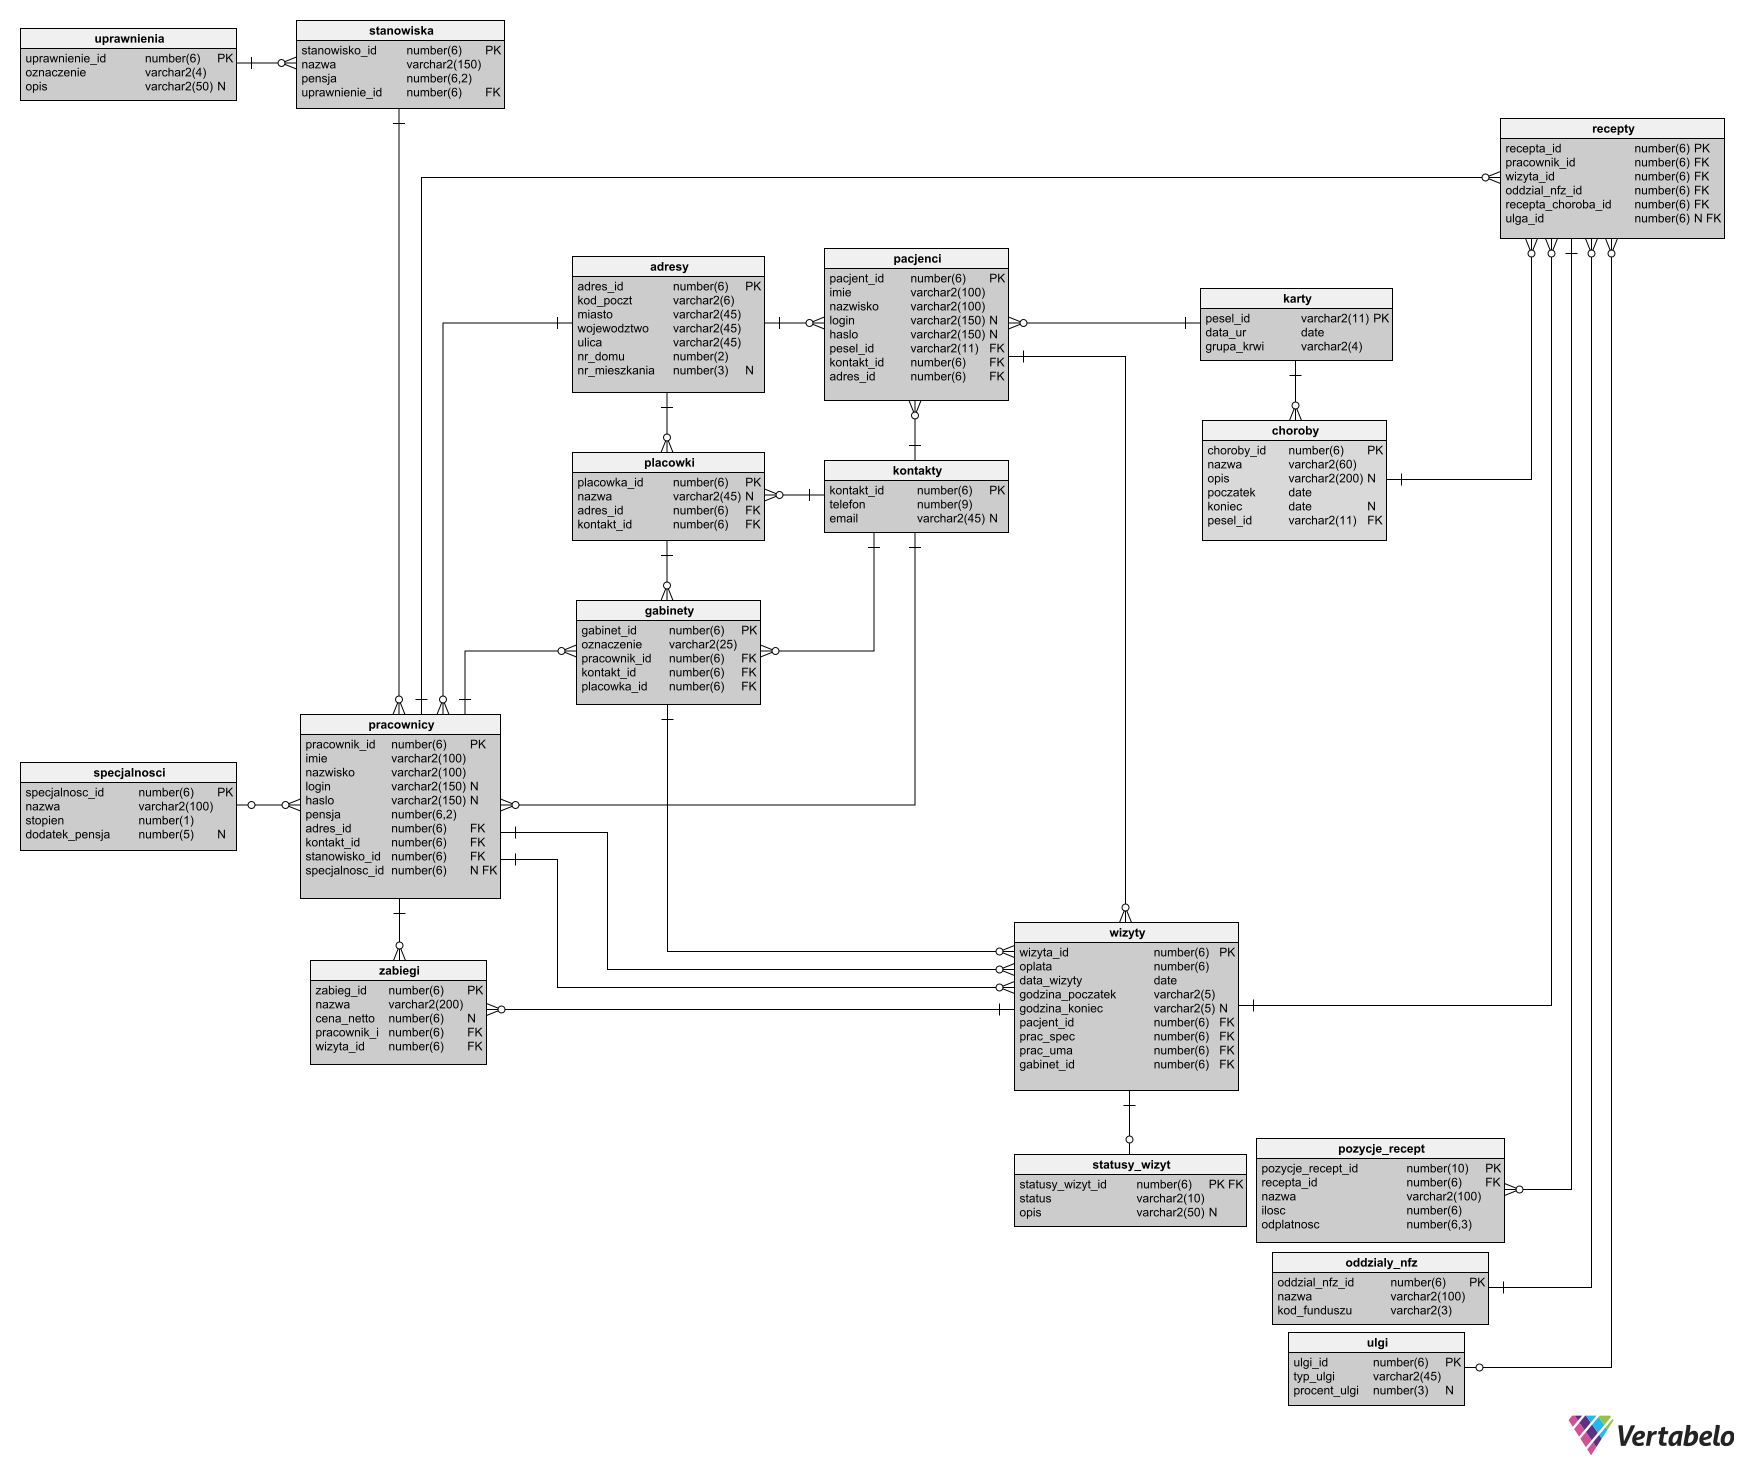 uprawnienia
uprawnienie_id number(6) PK
oznaczenie varchar2(4)
opis varchar2(50) N
stanowiska
stanowisko_id number(6) PK
nazwa varchar2(150)
pensja number(6,2)
uprawnienie_id number(6) FK
recepty
recepta_id number(6) PK
pracownik_id number(6) FK
wizyta_id number(6) FK
oddzial_nfz_id number(6) FK
recepta_choroba_id number(6) FK
ulga_id number(6) N FK
adresy
adres_id number(6) PK
kod_poczt varchar2(6)
miasto varchar2(45)
wojewodztwo varchar2(45)
ulica varchar2(45)
nr_domu number(2)
nr_mieszkania number(3) N
pacjenci
pacjent_id number(6) PK
imie varchar2(100)
nazwisko varchar2(100)
login varchar2(150) N
haslo varchar2(150) N
pesel_id varchar2(11) FK
kontakt_id number(6) FK
adres_id number(6) FK
karty
pesel_id varchar2(11) PK
data_ur date
grupa_krwi varchar2(4)
choroby
choroby_id number(6) PK
nazwa varchar2(60)
opis varchar2(200) N
poczatek date
koniec date N
pesel_id varchar2(11) FK
placowki
placowka_id number(6) PK
nazwa varchar2(45) N
adres_id number(6) FK
kontakt_id number(6) FK
kontakty
kontakt_id number(6) PK
telefon number(9)
email varchar2(45) N
gabinety
gabinet_id number(6) PK
oznaczenie varchar2(25)
pracownik_id number(6) FK
kontakt_id number(6) FK
placowka_id number(6) FK
pracownicy
pracownik_id number(6) PK
imie varchar2(100)
nazwisko varchar2(100)
login varchar2(150) N
haslo varchar2(150) N
pensja number(6,2)
adres_id number(6) FK
kontakt_id number(6) FK
stanowisko_id number(6) FK
specjalnosc_id number(6) N FK
specjalnosci
specjalnosc_id number(6) PK
nazwa varchar2(100)
stopien number(1)
dodatek_pensja number(5) N
zabiegi
zabieg_id number(6) PK
nazwa varchar2(200)
cena_netto number(6) N
pracownik_i number(6) FK
wizyta_id number(6) FK
wizyty
wizyta_id number(6) PK
oplata number(6)
data_wizyty date
godzina_poczatek varchar2(5)
godzina_koniec varchar2(5) N
pacjent_id number(6) FK
prac_spec number(6) FK
prac_uma number(6) FK
gabinet_id number(6) FK
statusy_wizyt
statusy_wizyt_id number(6) PK FK
status varchar2(10)
opis varchar2(50) N
pozycje_recept
pozycje_recept_id number(10) PK
recepta_id number(6) FK
nazwa varchar2(100)
ilosc number(6)
odplatnosc number(6,3)
oddzialy_nfz
oddzial_nfz_id number(6) PK
nazwa varchar2(100)
kod_funduszu varchar2(3)
ulgi
ulgi_id number(6) PK
typ_ulgi varchar2(45)
procent_ulgi number(3) N
Vertabelo